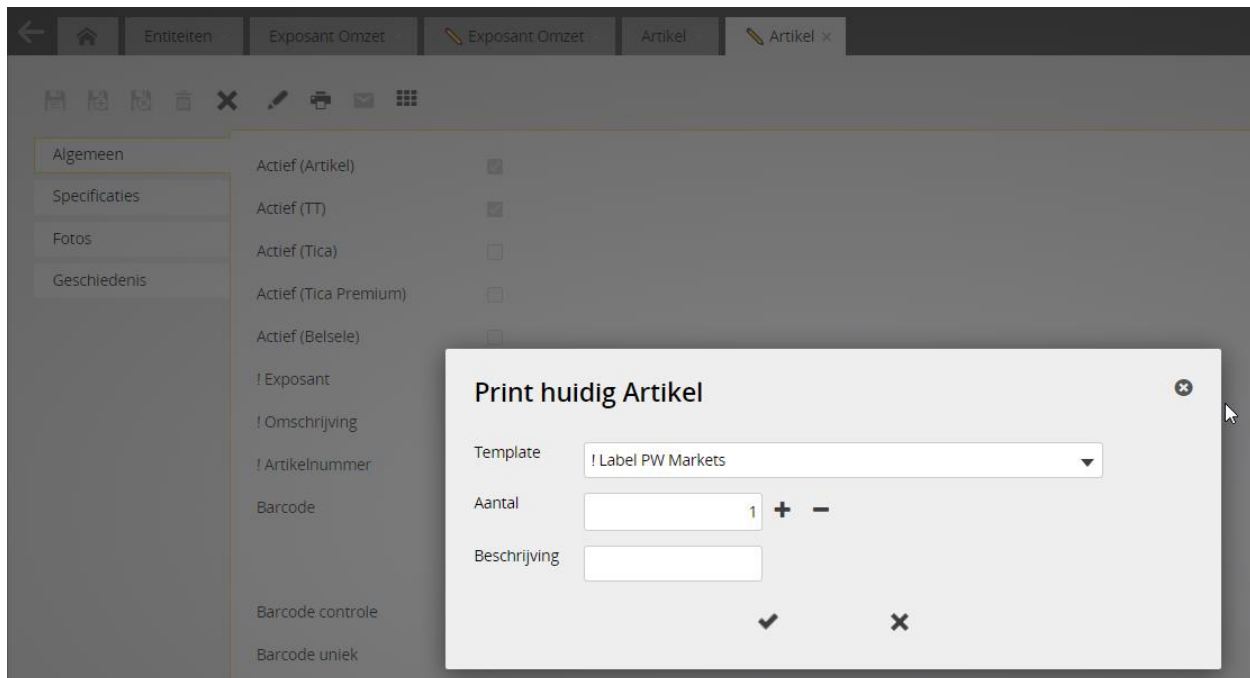 Entiteiten
Exposant Omzet
Exposant Omzet
Artikel
Artikel ×
Algemeen
Specificaties
Fotos
Geschiedenis
Actief (Artikel)
Actief (TT)
Actief (Tica)
Actief (Tica Premium)
Actief (Belsele)
! Exposant
! Omschrijving
! Artikelnummer
Barcode
Barcode controle
Barcode uniek
Print huidig Artikel
Template
! Label PW Markets
Aantal
1
Beschrijving